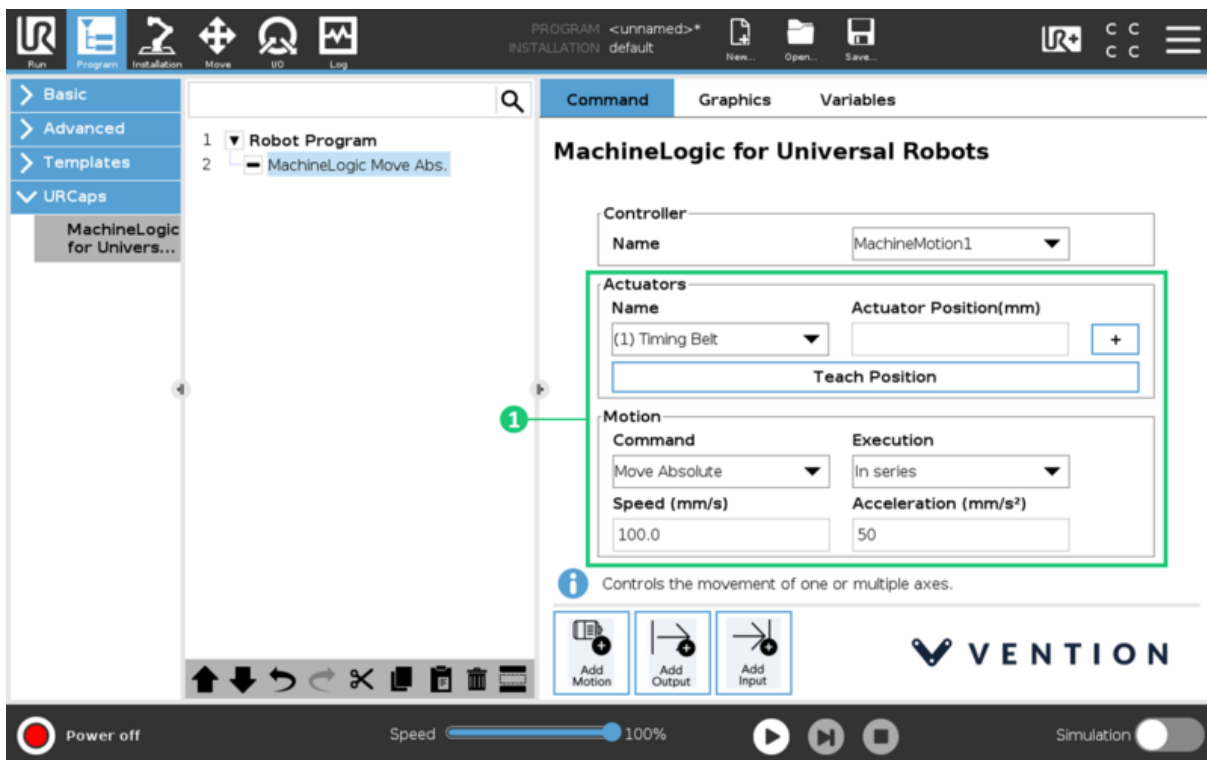 PROGRAM <unnamed>*
INSTALLATION default
UR
Run
Program
Installation
Move
I/O
Log
New...
Open...
Save...
UR+
C C
C C
Basic
Advanced
Templates
URCaps
MachineLogic
for Univers...
1 Robot Program
2 MachineLogic Move Abs.
Command Graphics Variables
MachineLogic for Universal Robots
Controller
Name MachineMotion1
Actuators
Name Actuator Position(mm)
(1) Timing Belt +
Teach Position
1
Motion
Command Execution
Move Absolute In series
Speed (mm/s) Acceleration (mm/s²)
100.0 50
i Controls the movement of one or multiple axes.
Add
Motion
Add
Output
Add
Input
VENTION
Power off
Speed 100%
Simulation